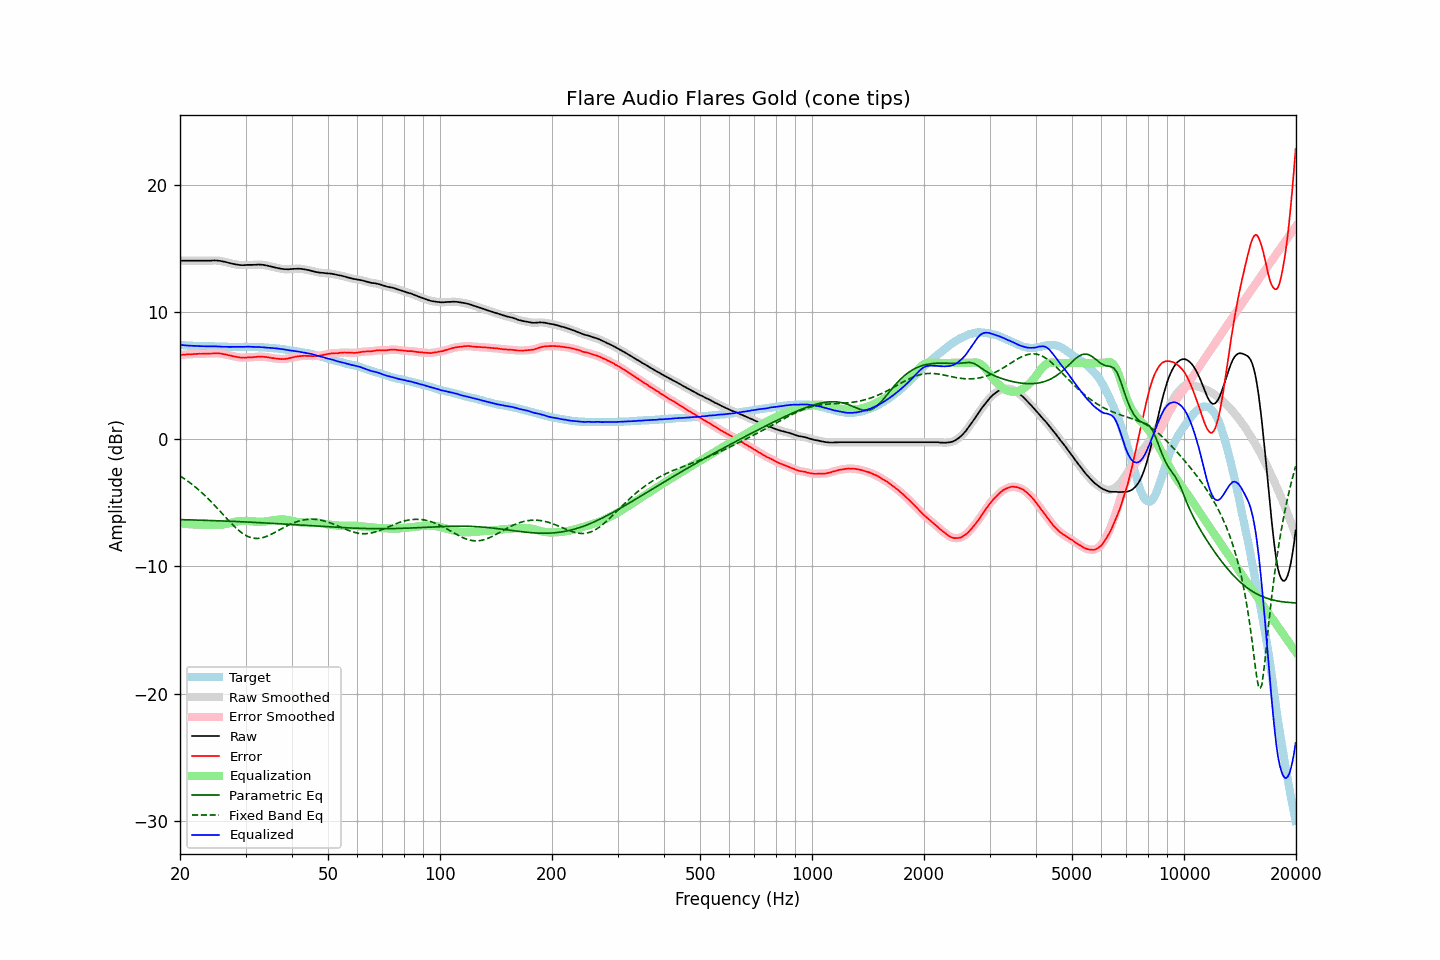 Flare Audio Flares Gold (cone tips)
20
10
0
−10
−20
−30
Amplitude (dBr)
Target
Raw Smoothed
Error Smoothed
Raw
Error
Equalization
Parametric Eq
Fixed Band Eq
Equalized
20 50 100 200 500 1000 2000 5000 10000 20000
Frequency (Hz)